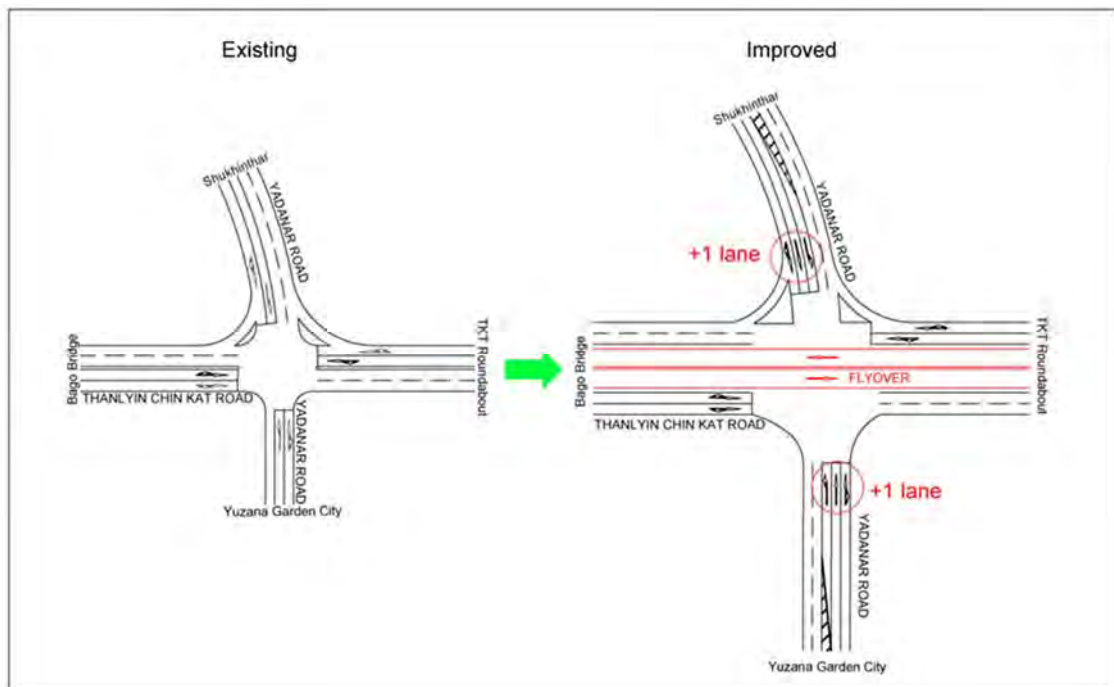 Existing
Improved
Shukhinthar
YADANAR ROAD
Bago Bridge
TKT Roundabout
THANLYIN CHIN KAT ROAD
YADANAR ROAD
Yuzana Garden City
Shukhinthar
YADANAR ROAD
+1 lane
Bago Bridge
TKT Roundabout
FLYOVER
THANLYIN CHIN KAT ROAD
+1 lane
YADANAR ROAD
Yuzana Garden City